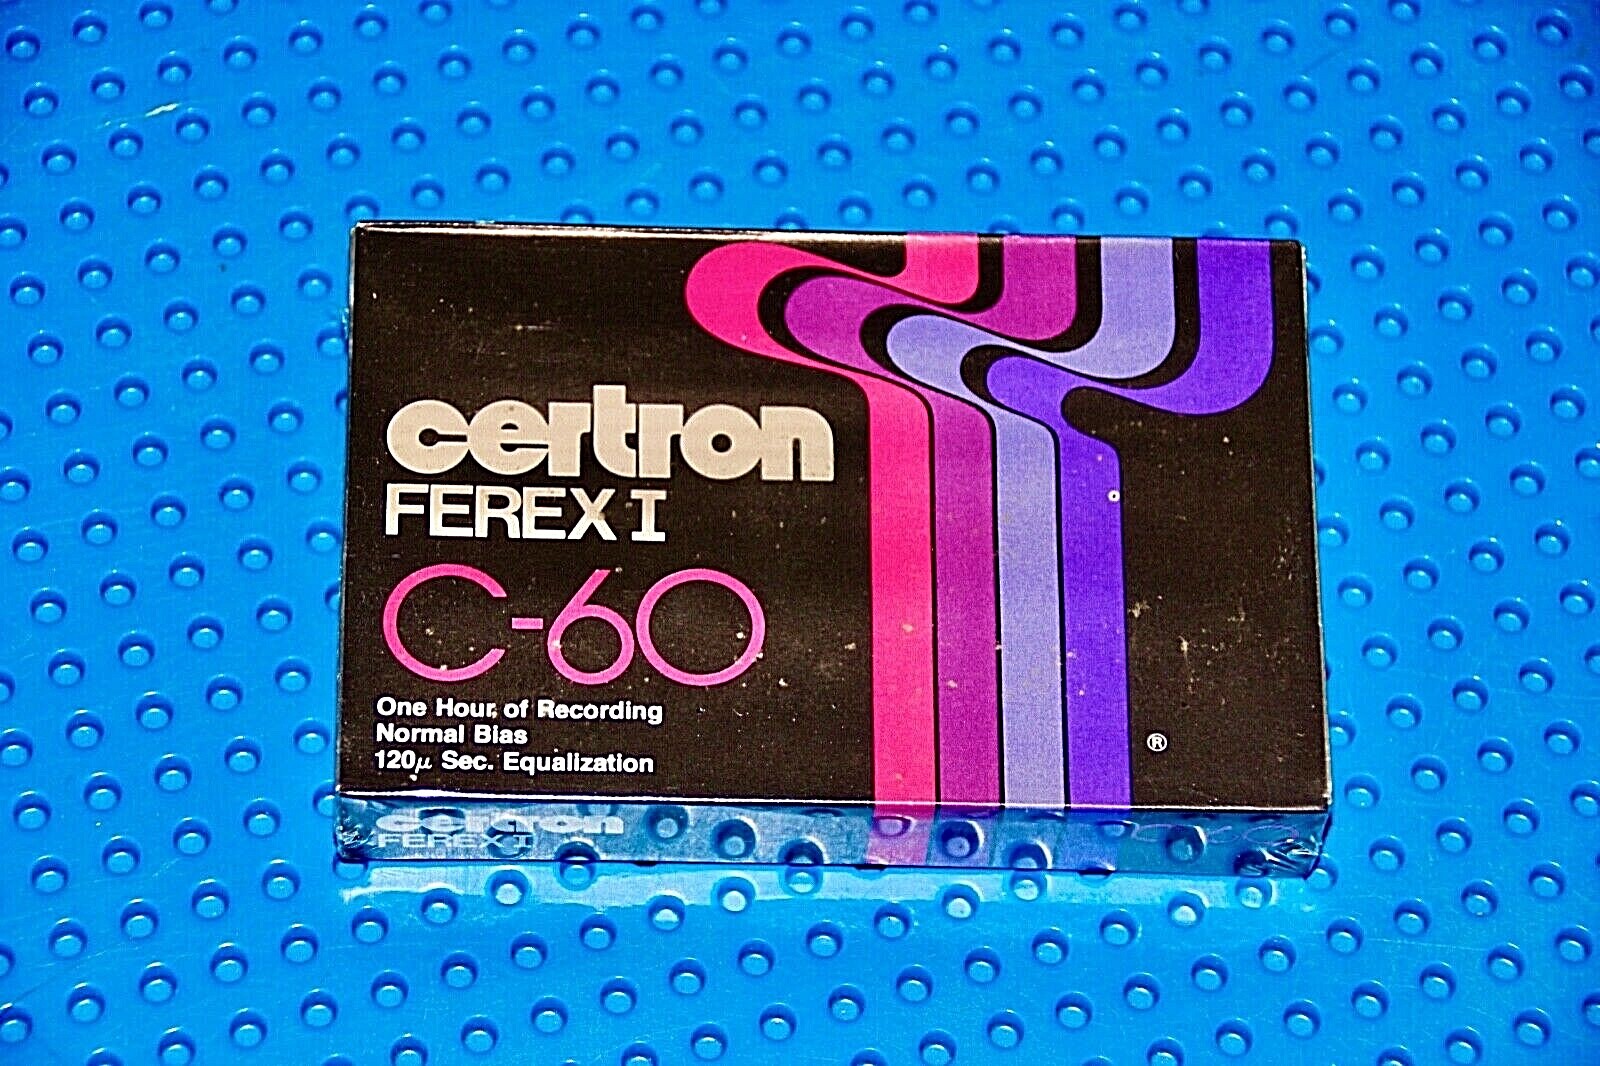 certron
FEREX I
C-60
One Hour of Recording
Normal Bias
120μ Sec. Equalization
®
certron
FEREX I